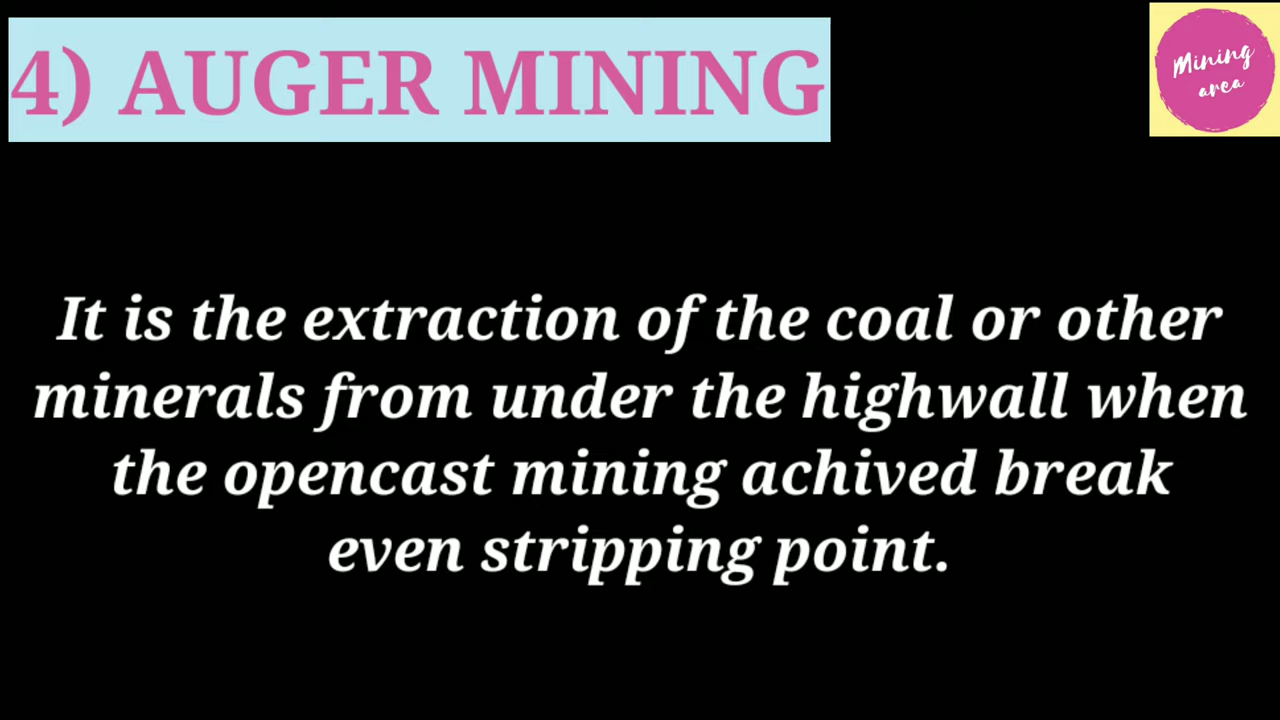 4) AUGER MINING
Mining
area
It is the extraction of the coal or other
minerals from under the highwall when
the opencast mining achived break
even stripping point.